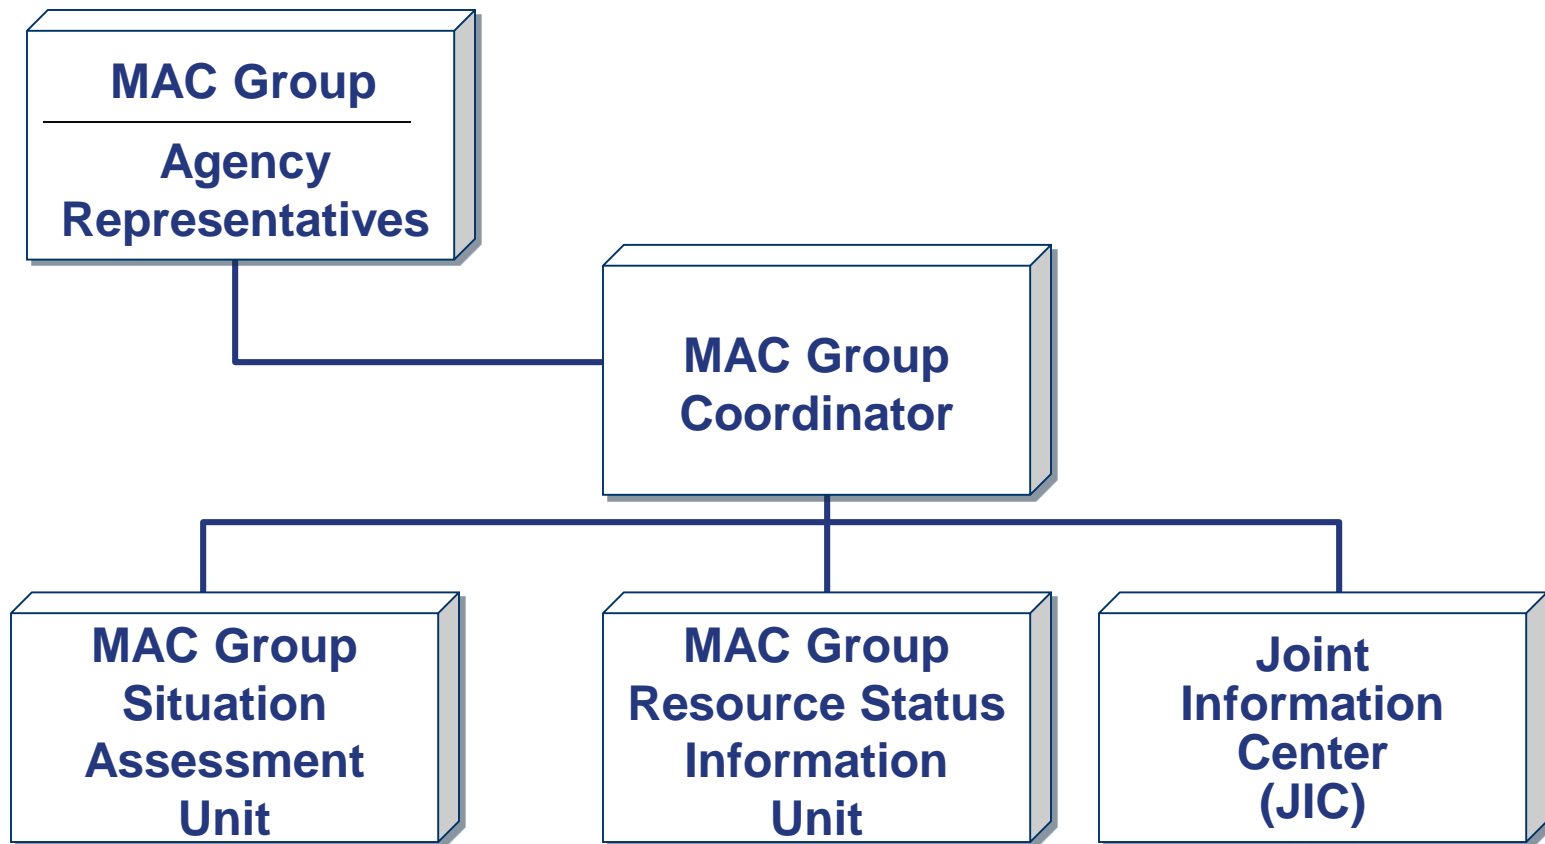 MAC Group
Agency
Representatives
MAC Group
Coordinator
MAC Group
Situation
Assessment
Unit
MAC Group
Resource Status
Information
Unit
Joint
Information
Center
(JIC)